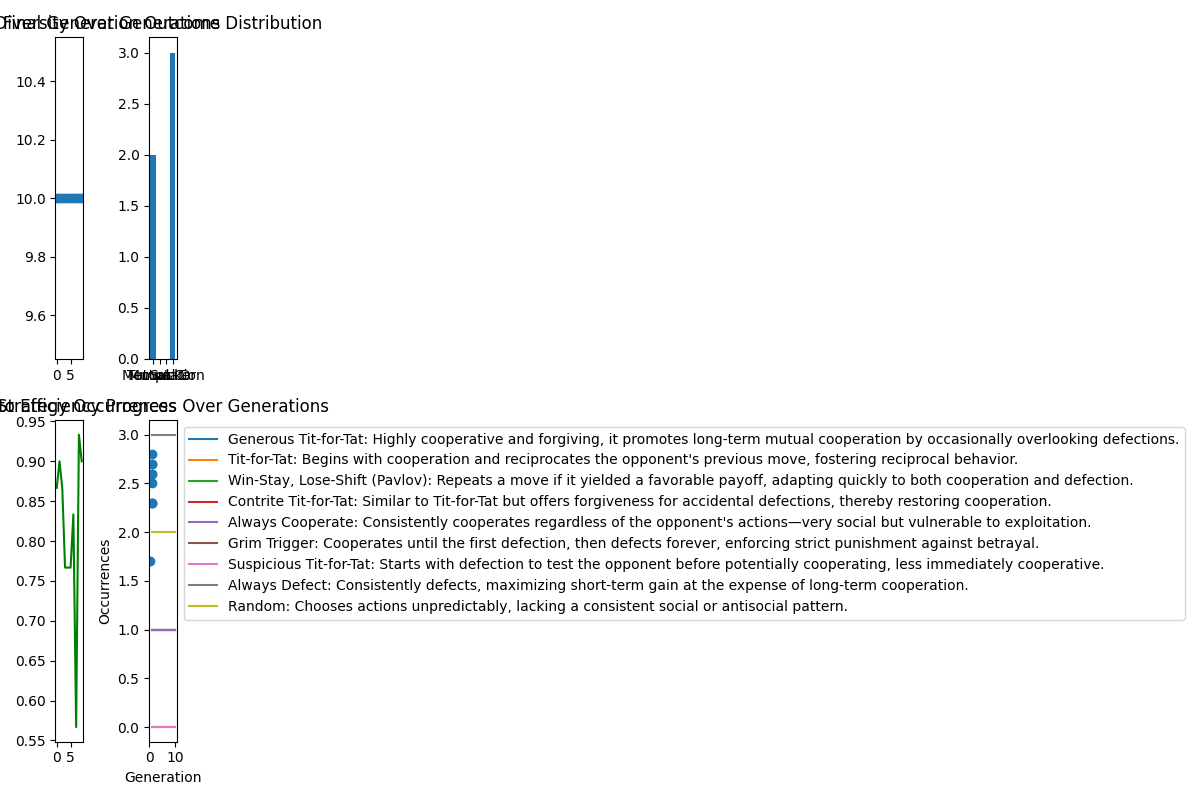 Generation Outcomes Distribution
10.4
10.2
10.0
9.8
9.6
0 5
3.0
2.5
2.0
1.5
1.0
0.5
0.0
Over Generations
0.95
0.90
0.85
0.80
0.75
0.70
0.65
0.60
0.55
0 5
Occurrences
3.0
2.5
2.0
1.5
1.0
0.5
0.0
0 10
Generation
Generous Tit-for-Tat: Highly cooperative and forgiving, it promotes long-term mutual cooperation by occasionally overlooking defections.
Tit-for-Tat: Begins with cooperation and reciprocates the opponent's previous move, fostering reciprocal behavior.
Win-Stay, Lose-Shift (Pavlov): Repeats a move if it yielded a favorable payoff, adapting quickly to both cooperation and defection.
Contrite Tit-for-Tat: Similar to Tit-for-Tat but offers forgiveness for accidental defections, thereby restoring cooperation.
Always Cooperate: Consistently cooperates regardless of the opponent's actions—very social but vulnerable to exploitation.
Grim Trigger: Cooperates until the first defection, then defects forever, enforcing strict punishment against betrayal.
Suspicious Tit-for-Tat: Starts with defection to test the opponent before potentially cooperating, less immediately cooperative.
Always Defect: Consistently defects, maximizing short-term gain at the expense of long-term cooperation.
Random: Chooses actions unpredictably, lacking a consistent social or antisocial pattern.